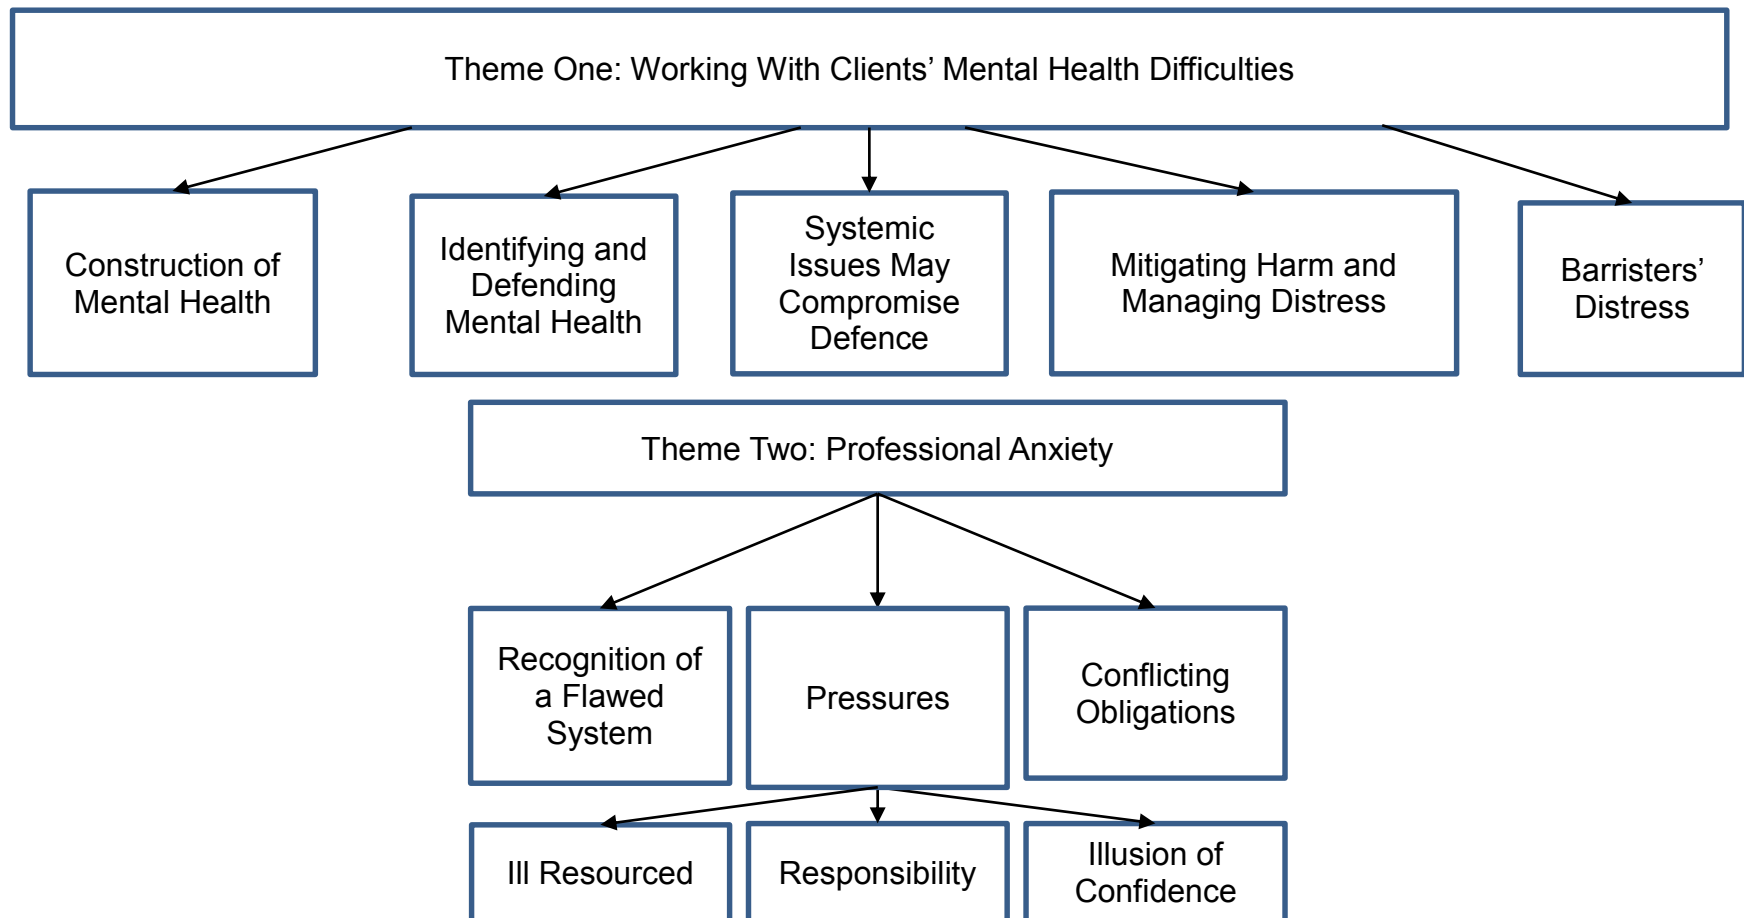 Theme One: Working With Clients’ Mental Health Difficulties
Construction of
Mental Health
Identifying and
Defending
Mental Health
Systemic
Issues May
Compromise
Defence
Mitigating Harm and
Managing Distress
Barristers’
Distress
Theme Two: Professional Anxiety
Recognition of
a Flawed
System
Pressures
Conflicting
Obligations
Ill Resourced
Responsibility
Illusion of
Confidence